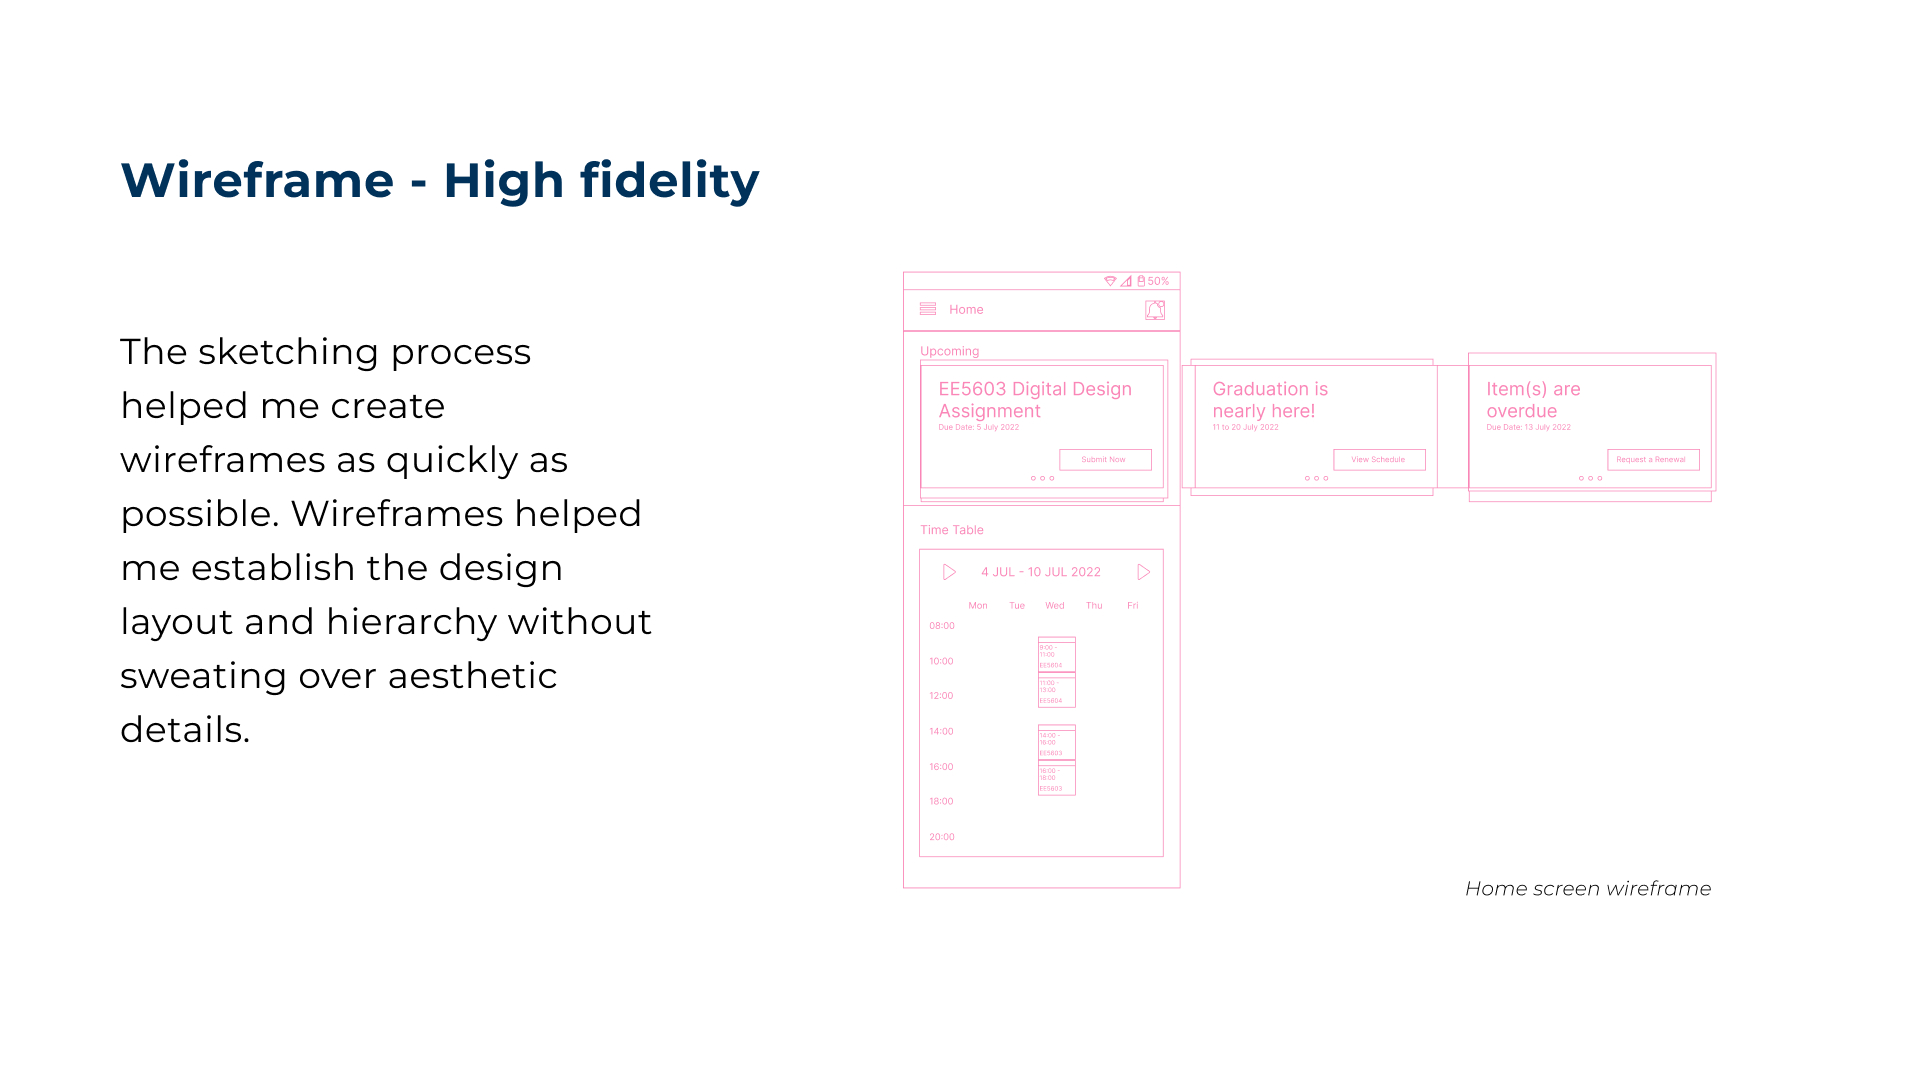 Wireframe - High fidelity
The sketching process
helped me create
wireframes as quickly as
possible. Wireframes helped
me establish the design
layout and hierarchy without
sweating over aesthetic
details.
50%
Home
Upcoming
EE5603 Digital Design
Assignment
Due Date: 5 July 2022
Submit Now
Graduation is
nearly here!
11 to 20 July 2022
View Schedule
Item(s) are
overdue
Due Date: 13 July 2022
Request a Renewal
Time Table
4 JUL - 10 JUL 2022
Mon Tue Wed Thu Fri
08:00
10:00
12:00
14:00
16:00
18:00
20:00
9:00 -
11:00
EE5604
11:00 -
13:00
EE5604
14:00 -
16:00
EE5603
16:00 -
18:00
EE5603
Home screen wireframe